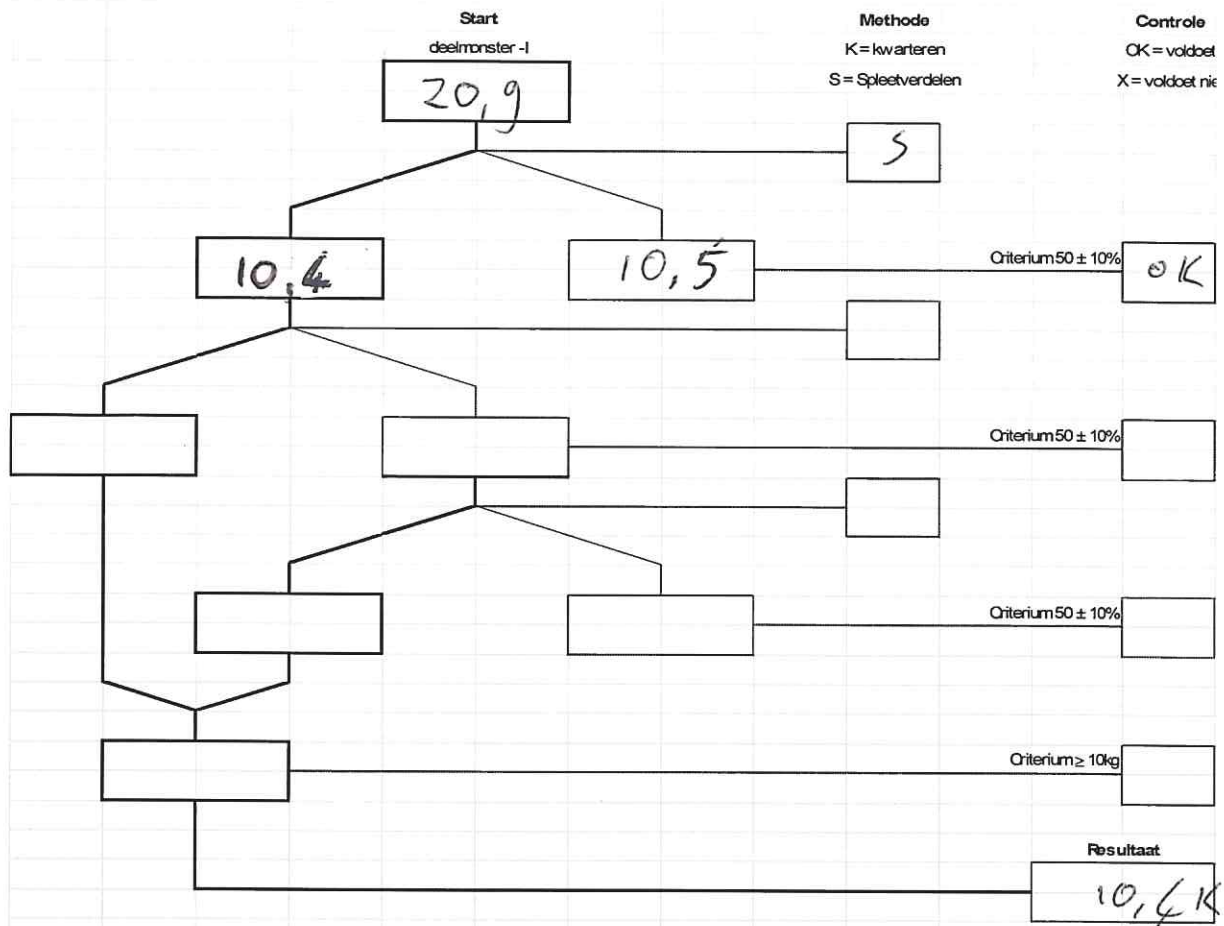 Start
deelmonster -I
20,9
Methode
K = kwarteren
S = Spleetverdelen
Controle
OK = voldoet
X = voldoet nie
S
10,4
10,5
Criterium 50 ± 10%
OK
Criterium 50 ± 10%
Criterium 50 ± 10%
Criterium ≥ 10kg
Resultaat
10,4 K